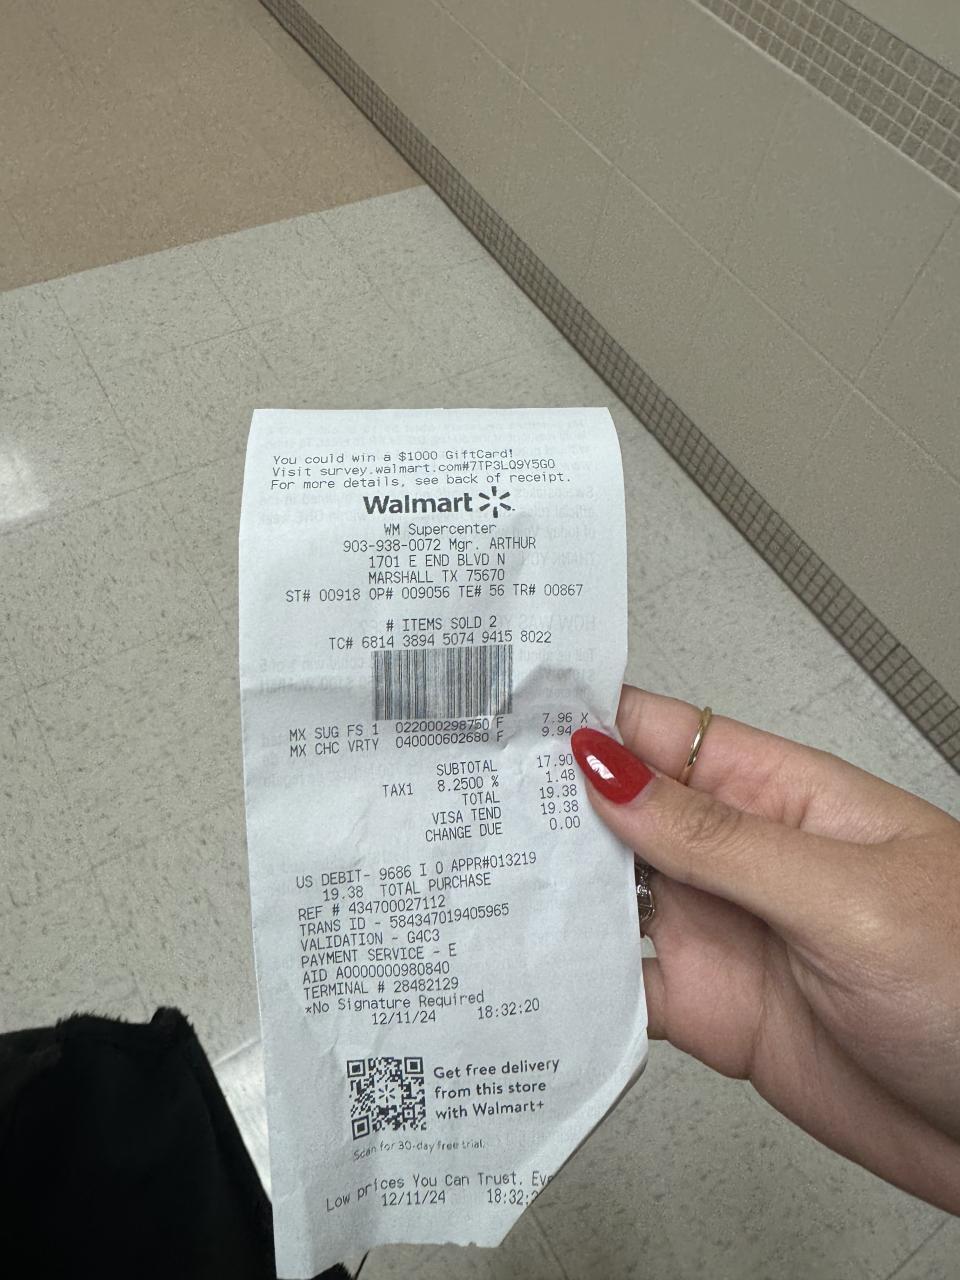 You could win a $1000 GiftCard!
Visit survey.walmart.com#7TP3LQ9Y5GO
For more details, see back of receipt.
Walmart
WM Supercenter
903-938-0072 Mgr. ARTHUR
1701 E END BLVD N
MARSHALL TX 75670
ST# 00918 OP# 009056 TE# 56 TR# 00867
# ITEMS SOLD 2
TC# 6814 3894 5074 9415 8022
MX SUG FS 1 022000298750 F 7.96 X
MX CHC VRTY 040000602680 F 9.94
SUBTOTAL 17.90
TAX1 8.2500 % 1.48
TOTAL 19.38
VISA TEND 19.38
CHANGE DUE 0.00
US DEBIT- 9686 I 0 APPR#013219
19.38 TOTAL PURCHASE
REF # 434700027112
TRANS ID - 584347019405965
VALIDATION - G4C3
PAYMENT SERVICE - E
AID A0000000980840
TERMINAL # 28482129
*No Signature Required
12/11/24 18:32:20
Get free delivery
from this store
with Walmart+
Scan for 30-day free trial.
Low prices You Can Trust.
12/11/24